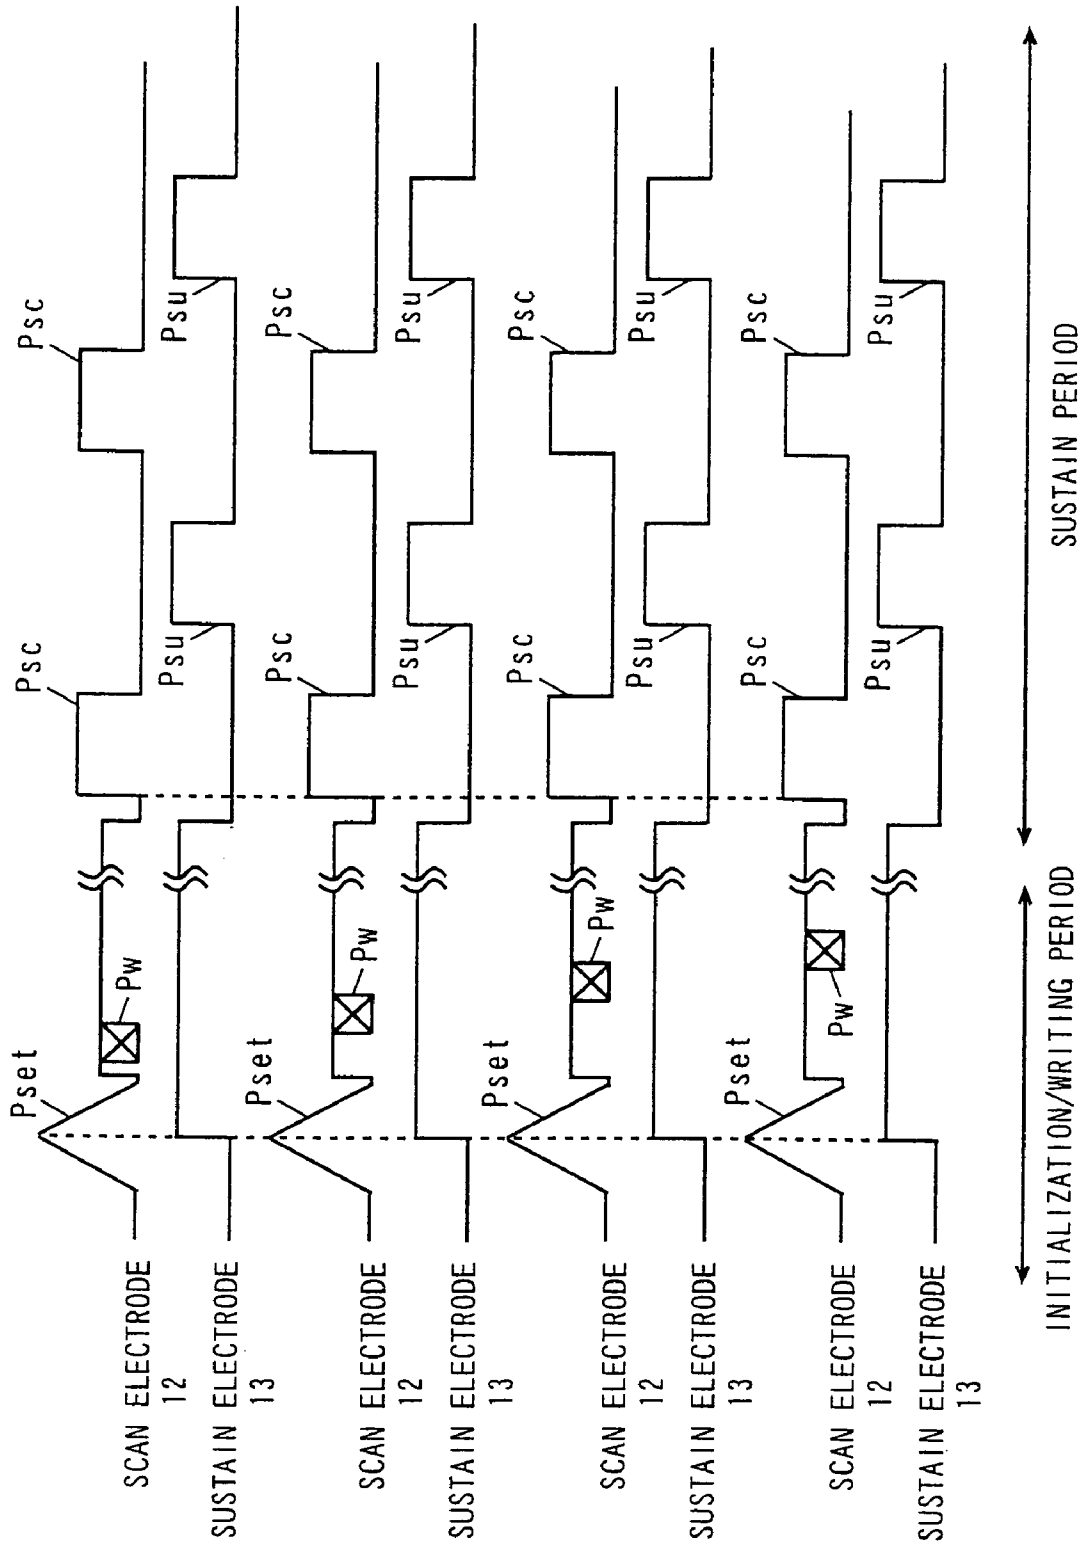 Pset
Pw
Psc
Psc
SCAN ELECTRODE
12
Psu
Psu
SUSTAIN ELECTRODE
13
Pset
Pw
Psc
Psc
SCAN ELECTRODE
12
Psu
Psu
SUSTAIN ELECTRODE
13
Pset
Pw
Psc
Psc
SCAN ELECTRODE
12
Psu
Psu
SUSTAIN ELECTRODE
13
Pset
Pw
Psc
Psc
SCAN ELECTRODE
12
Psu
Psu
SUSTAIN ELECTRODE
13
INITIALIZATION/WRITING PERIOD
SUSTAIN PERIOD